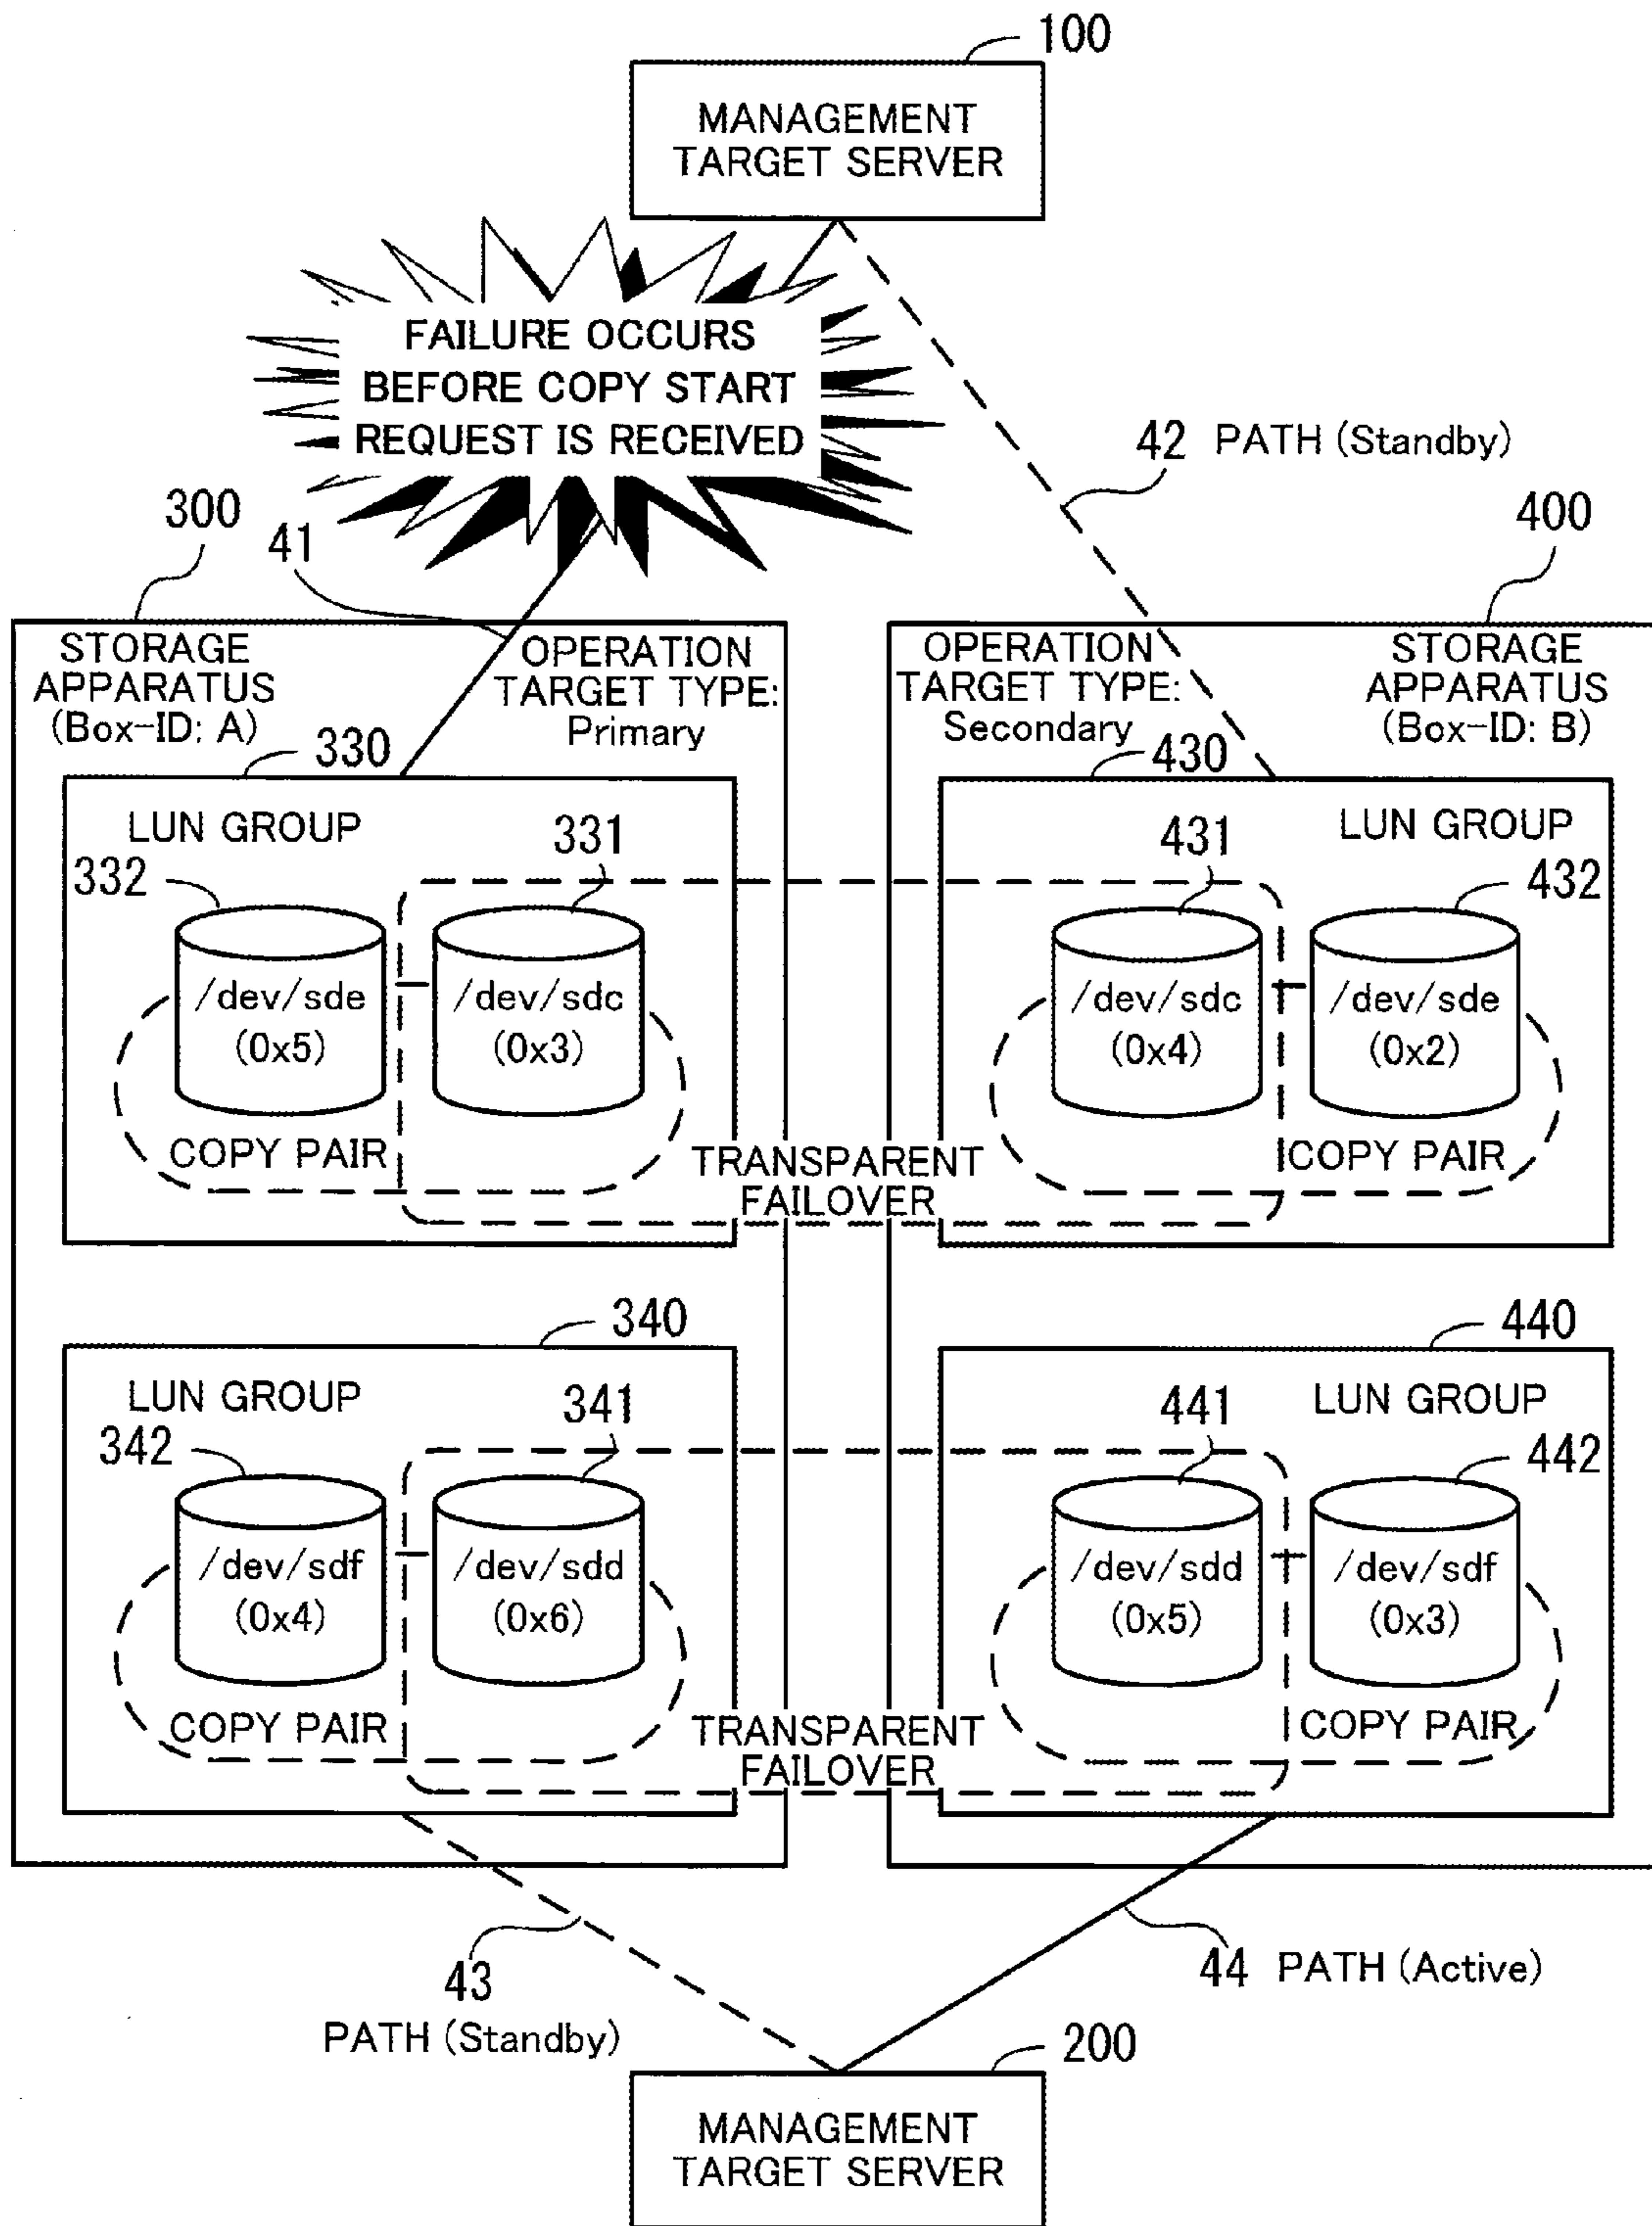 100
MANAGEMENT
TARGET SERVER
FAILURE OCCURS
BEFORE COPY START
REQUEST IS RECEIVED
42 PATH (Standby)
300
41
400
STORAGE
APPARATUS
(Box-ID: A)
OPERATION
TARGET TYPE:
Primary
OPERATION
TARGET TYPE:
Secondary
STORAGE
APPARATUS
(Box-ID: B)
330
430
LUN GROUP
331
431
LUN GROUP
332
432
/dev/sde
(0x5)
/dev/sdc
(0x3)
/dev/sdc
(0x4)
/dev/sde
(0x2)
COPY PAIR
TRANSPARENT
FAILOVER
COPY PAIR
340
440
LUN GROUP
341
441
LUN GROUP
342
442
/dev/sdf
(0x4)
/dev/sdd
(0x6)
/dev/sdd
(0x5)
/dev/sdf
(0x3)
COPY PAIR
TRANSPARENT
FAILOVER
COPY PAIR
43
PATH (Standby)
44 PATH (Active)
200
MANAGEMENT
TARGET SERVER